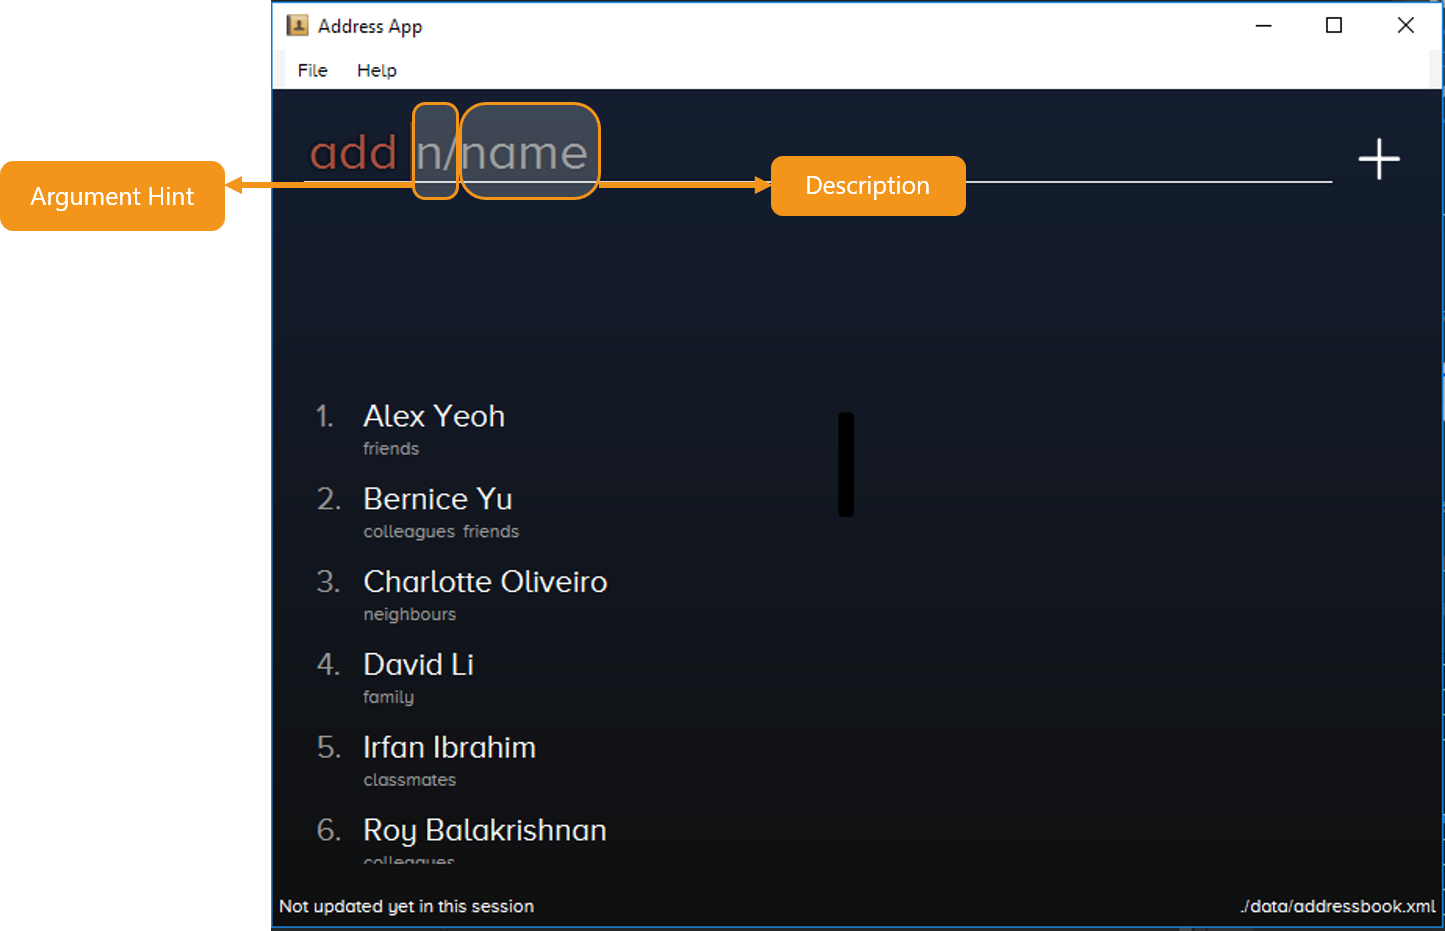 Address App
File Help
add n/name
Argument Hint
Description
1. Alex Yeoh
friends
2. Bernice Yu
colleagues friends
3. Charlotte Oliveiro
neighbours
4. David Li
family
5. Irfan Ibrahim
classmates
6. Roy Balakrishnan
colleagues
Not updated yet in this session
./data/addressbook.xml